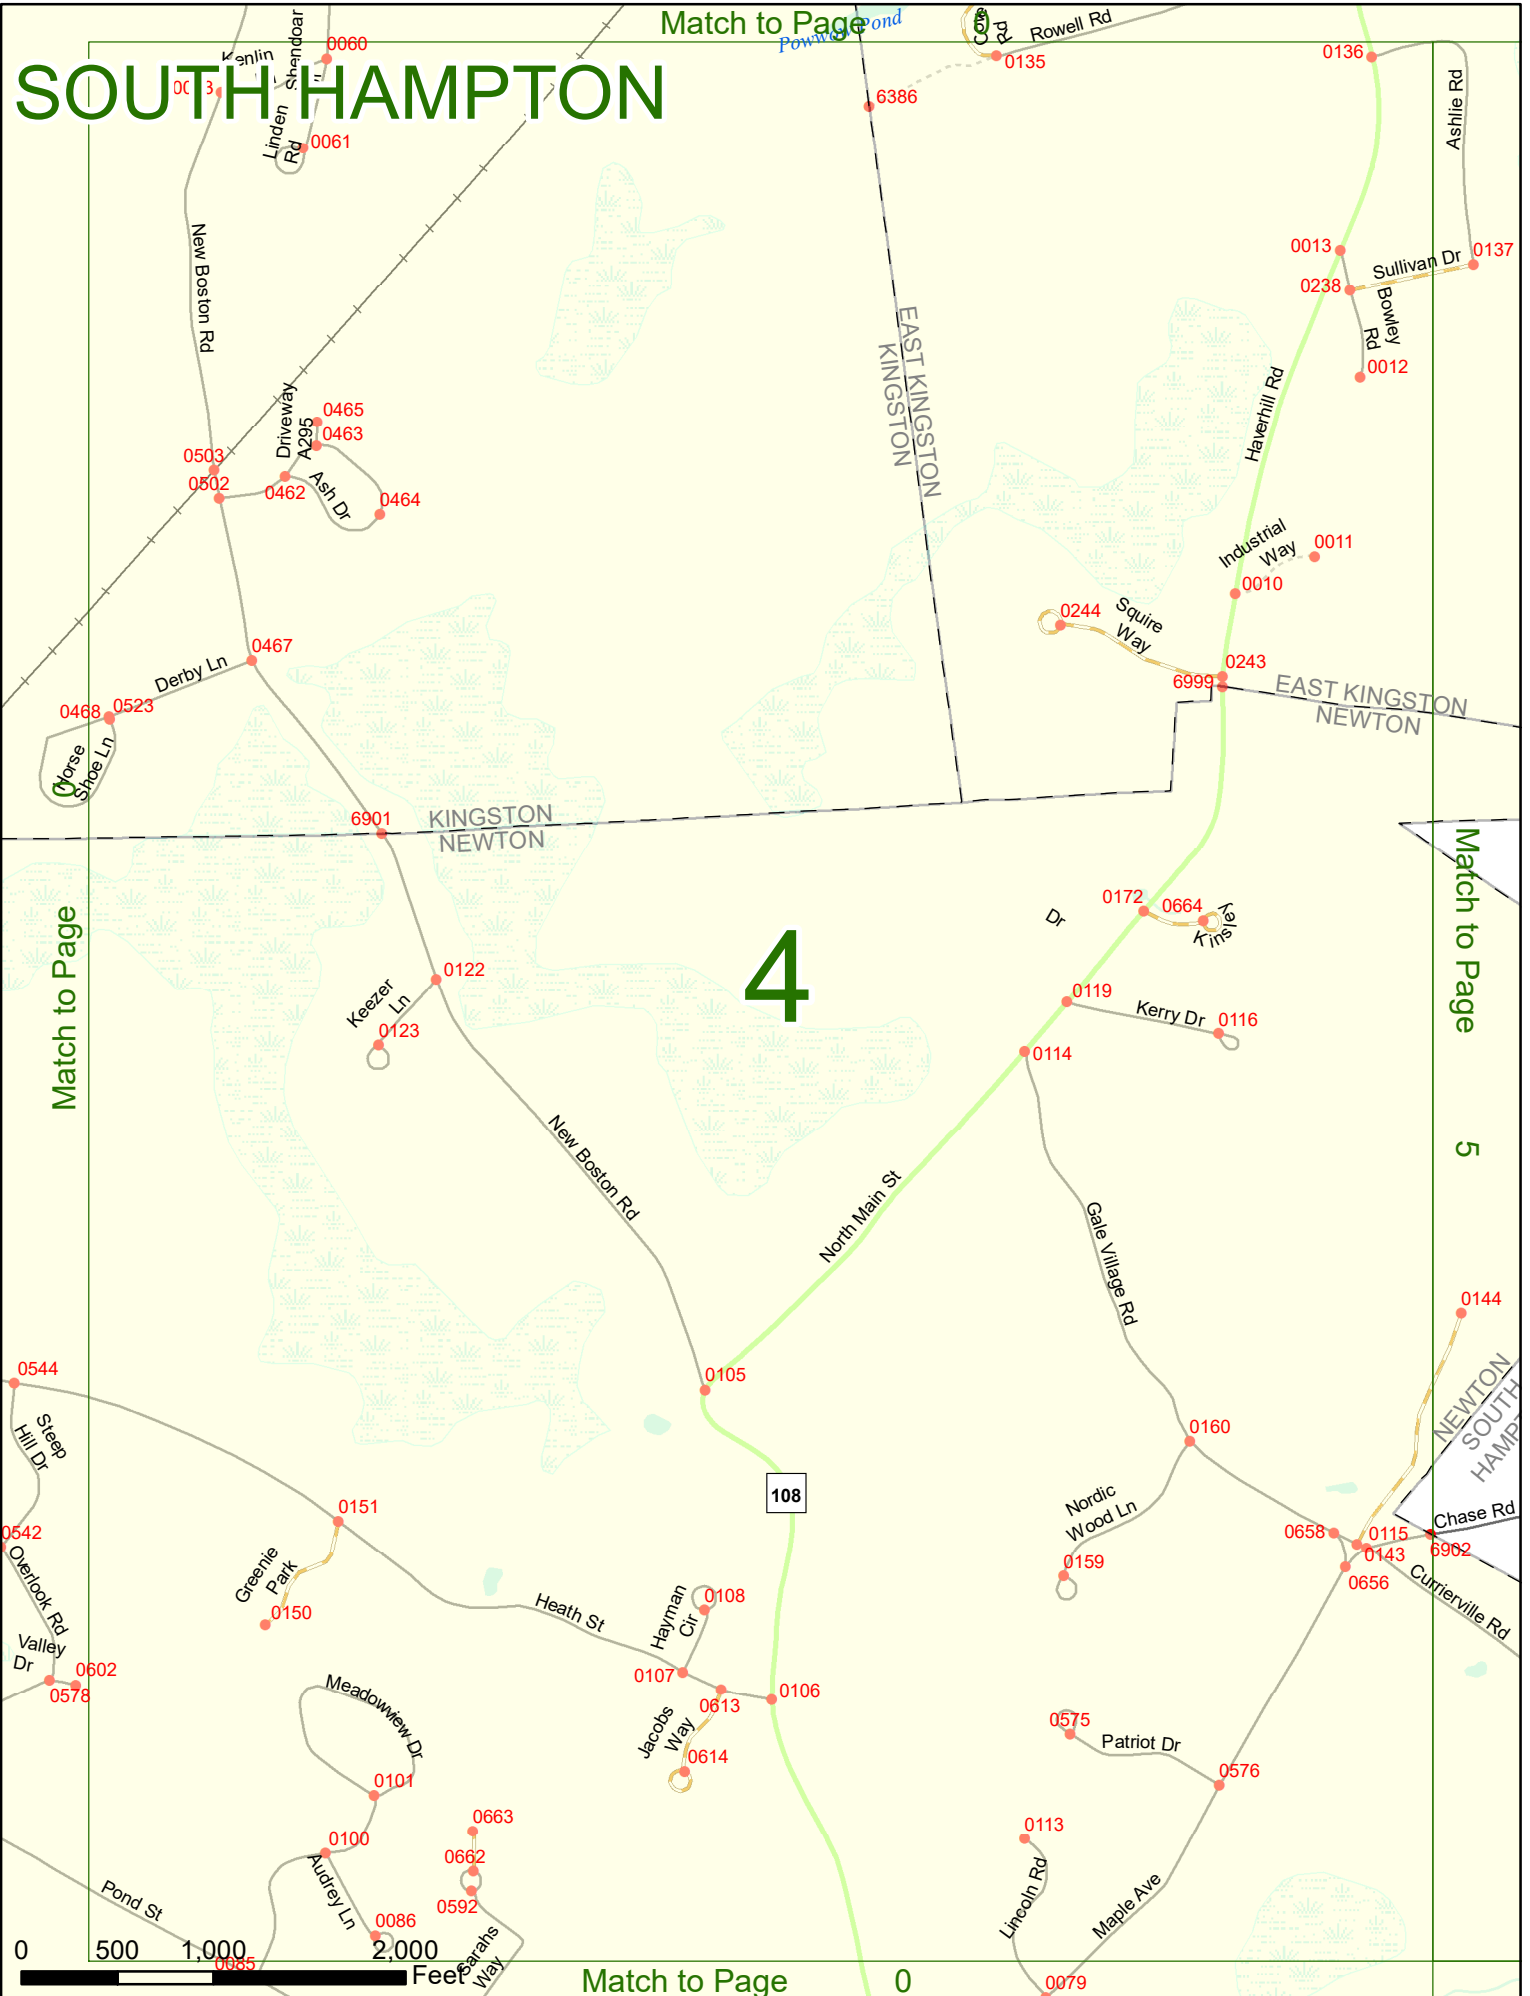 Match to Page 0
Powwow Pond
Cove
Rd
Rowell Rd
0135
0136
Ashlie Rd
Kenlin
Shendoar
0060
SOUTH HAMPTON
Linden
Rd
0061
6386
New Boston Rd
0013
0238
Sullivan Dr
0137
Bowley
Rd
0012
EAST KINGSTON
KINGSTON
Haverhill Rd
Driveway
A295
0465
0463
0503
0502
0462
Ash Dr
0464
Industrial
Way
0011
0010
0244
Squire
Way
0243
6999
EAST KINGSTON
NEWTON
0467
Derby Ln
0468
0523
Horse
Shoe Ln
0
6901
KINGSTON
NEWTON
Match to Page
Match to Page
5
0172
0664
Kinsley
Dr
4
0122
Keezer
Ln
0123
0119
Kerry Dr
0116
0114
New Boston Rd
North Main St
Gale Village Rd
0144
0544
Steep
Hill Dr
0105
NEWTON
SOUTH
0160
108
0151
Nordic
Wood Ln
0542
Overlook Rd
Greenie
Park
0150
0159
0658
0115
0143
6902
0656
Chase Rd
Currierville Rd
Heath St
Hayman
Cir
0108
Valley
Dr
0602
0578
0107
0613
0106
Meadowview Dr
Jacobs
Way
0614
0575
Patriot Dr
0576
0101
0100
0663
0662
0592
0113
Lincoln Rd
Maple Ave
Audrey Ln
0086
Pond St
0085
Sarahs
Way
0079
0 500 1,000 2,000
Feet
Match to Page 0